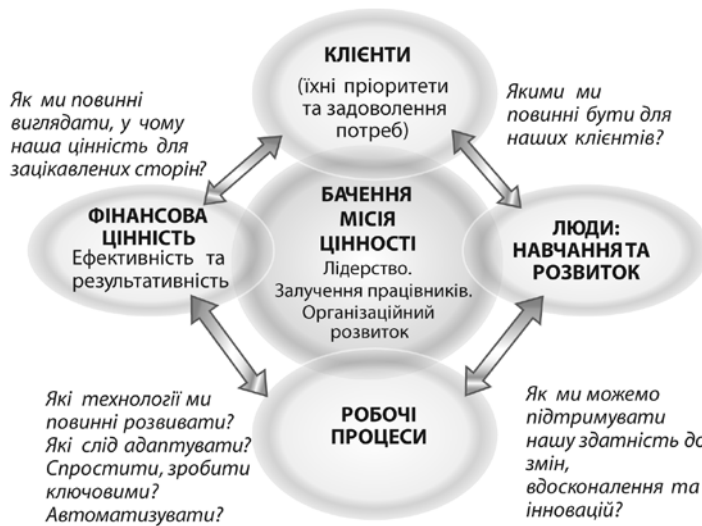 КЛІЄНТИ
(їхні пріоритети
та задоволення
потреб)
Як ми повинні
виглядати, у чому
наша цінність для
зацікавлених сторін?
Якими ми
повинні бути для
наших клієнтів?
ФІНАНСОВА
ЦІННІСТЬ
Ефективність та
результативність
БАЧЕННЯ
МІСІЯ
ЦІННОСТІ
Лідерство.
Залучення працівників.
Організаційний
розвиток
ЛЮДИ:
НАВЧАННЯ ТА
РОЗВИТОК
Які технології ми
повинні розвивати?
Які слід адаптувати?
Спростити, зробити
ключовими?
Автоматизувати?
РОБОЧІ
ПРОЦЕСИ
Як ми можемо
підтримувати
нашу здатність до
змін,
вдосконалення та
інновацій?